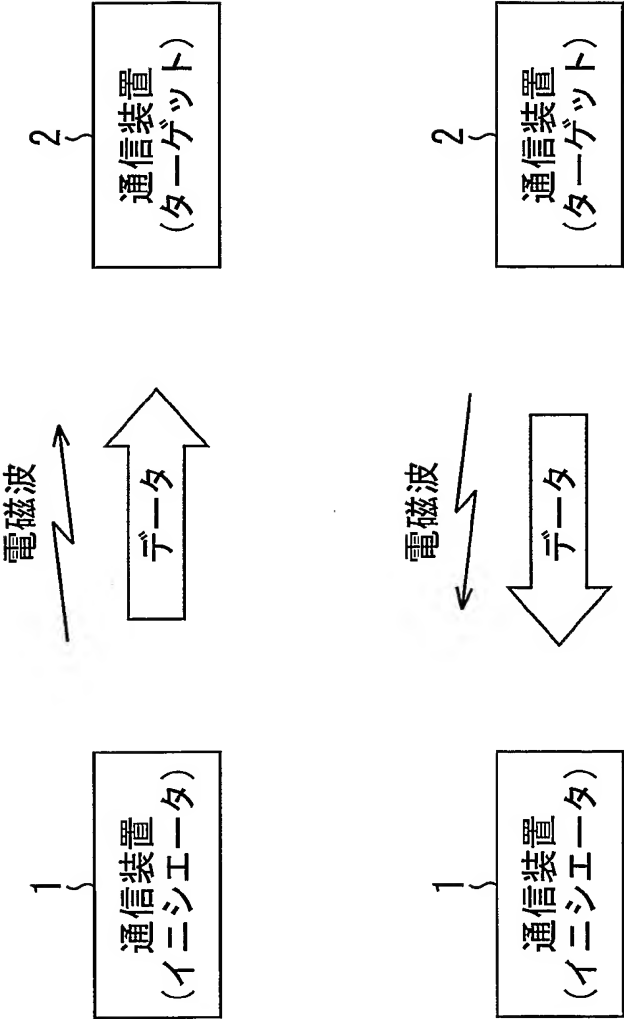 1
通信装置
(イニシエータ)
電磁波
データ
2
通信装置
(ターゲット)
1
通信装置
(イニシエータ)
電磁波
データ
2
通信装置
(ターゲット)